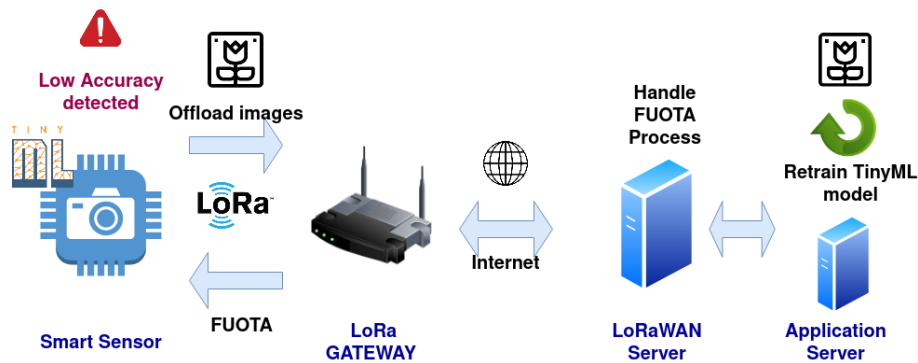 Low Accuracy
detected
TINY
ML
Offload images
LoRa™
FUOTA
Smart Sensor
LoRa
GATEWAY
Internet
Handle
FUOTA
Process
LoRaWAN
Server
Retrain TinyML
model
Application
Server